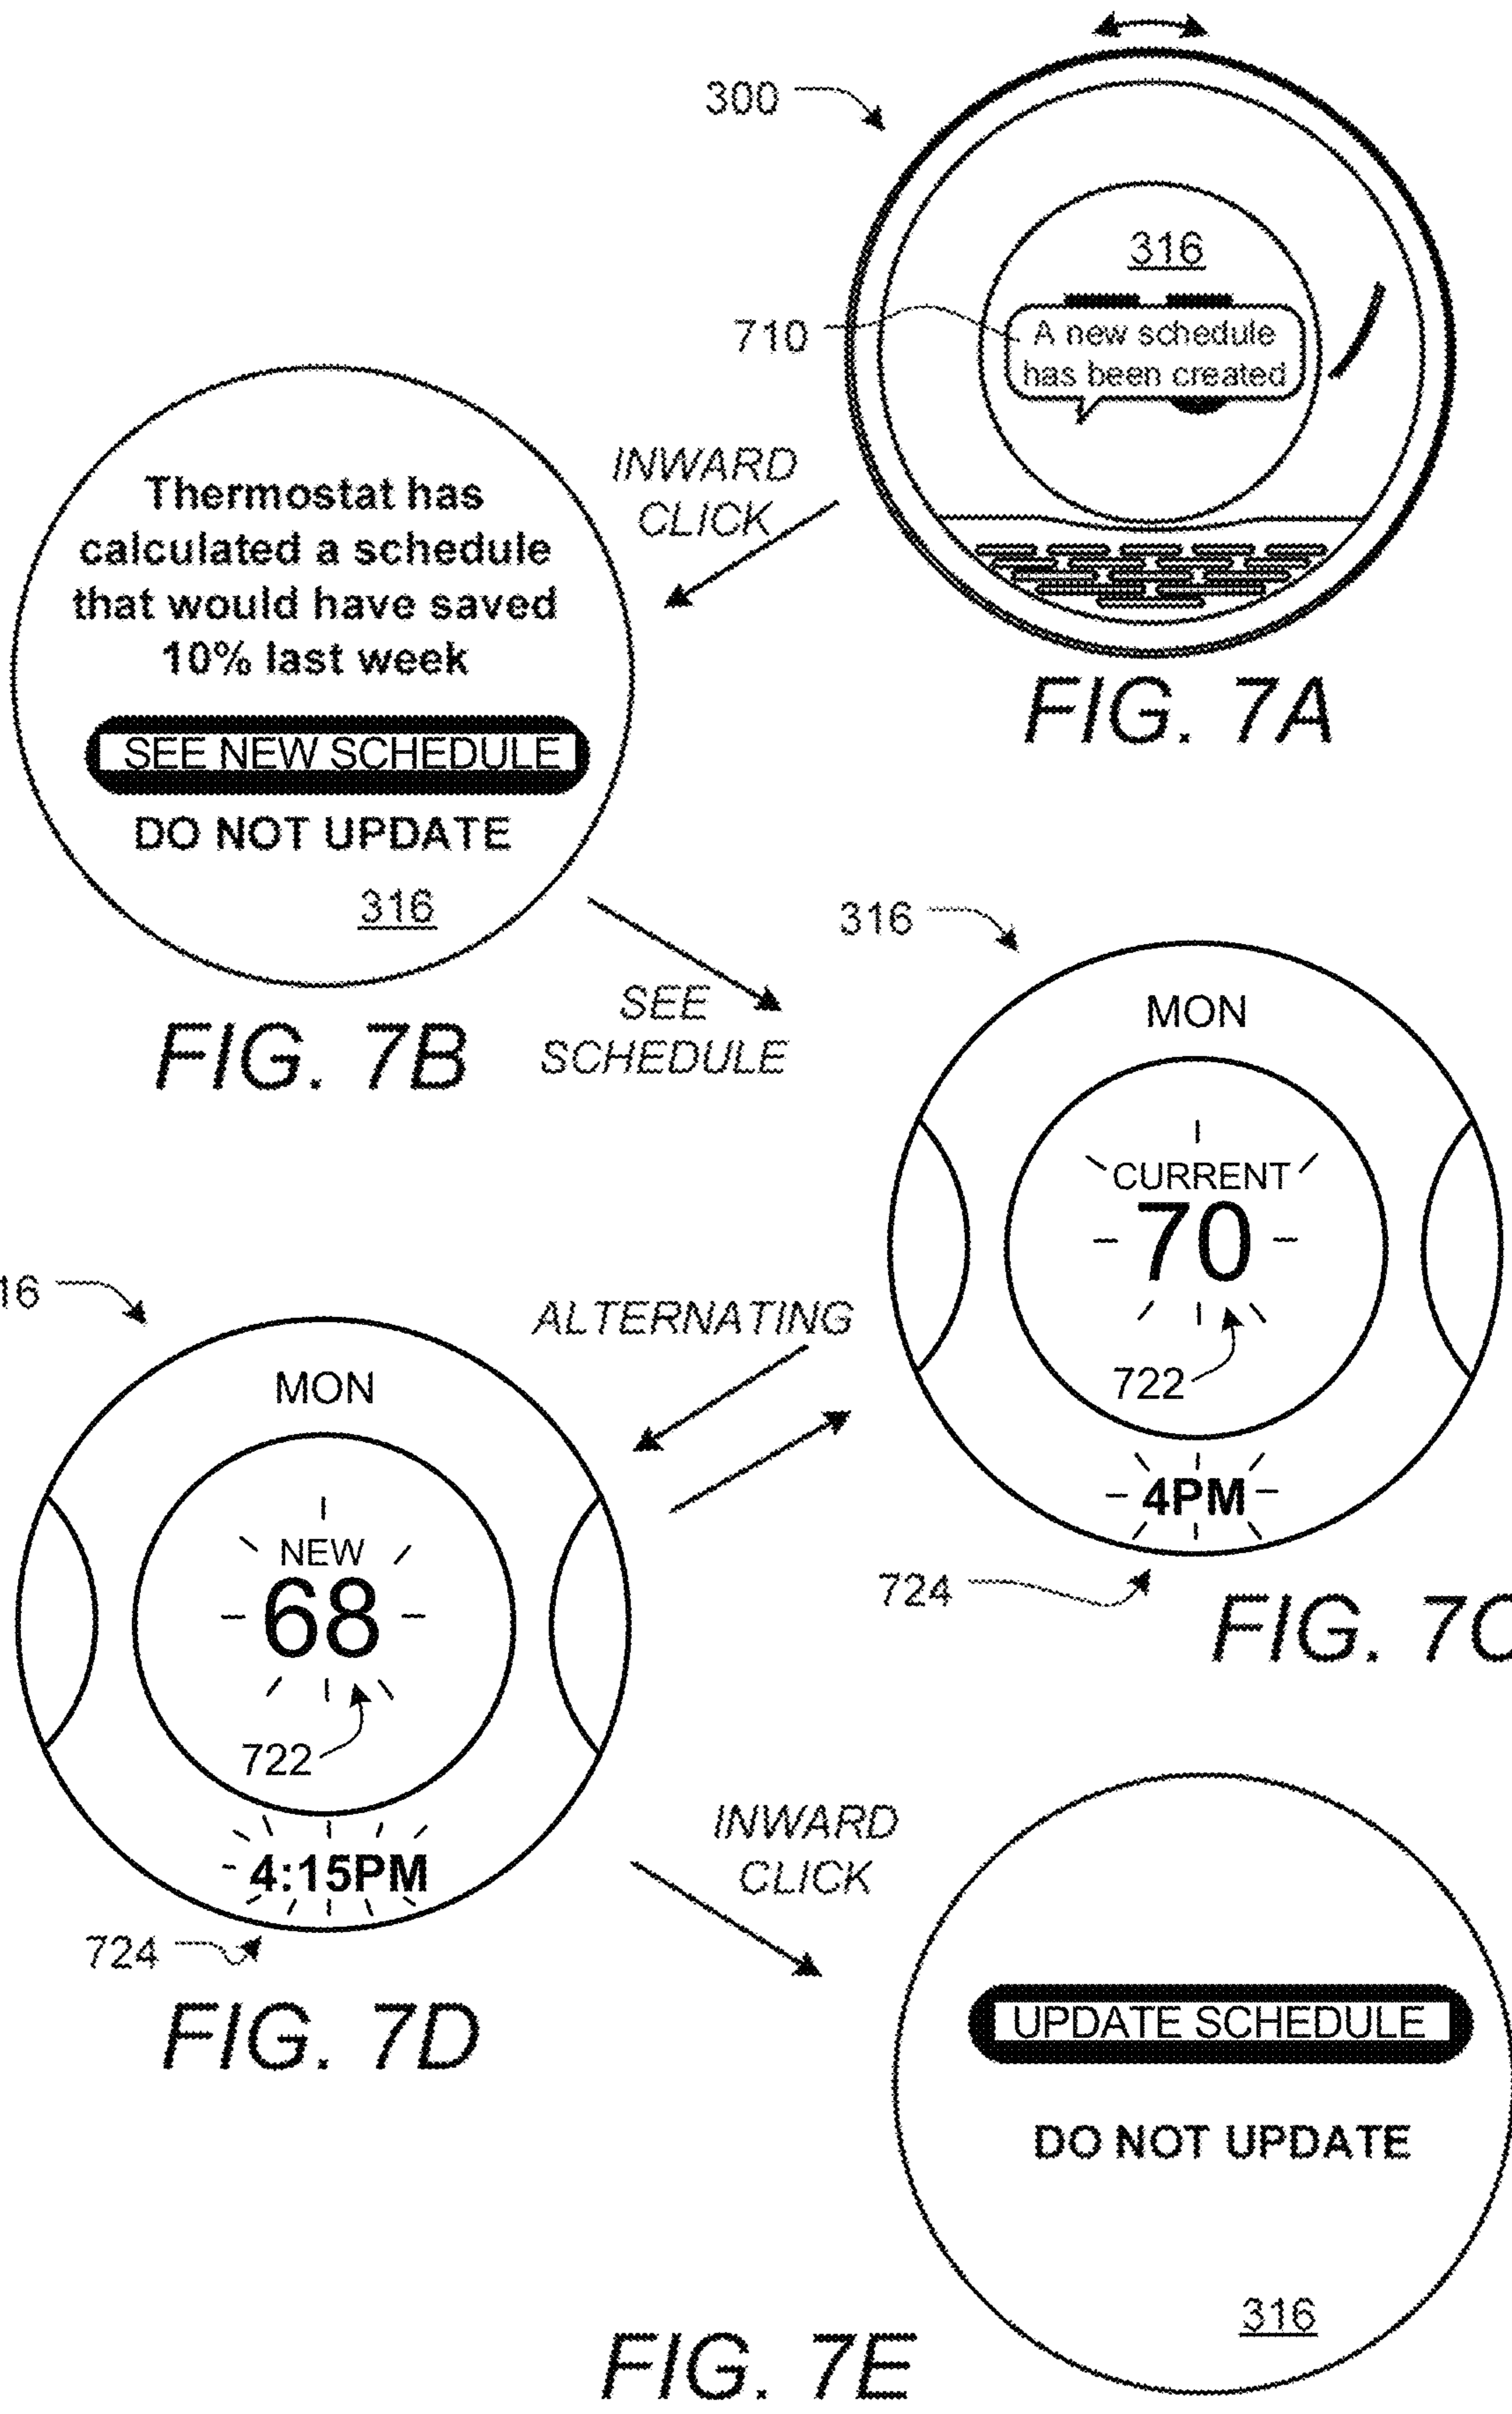 300
316
710
A new schedule
has been created
FIG. 7A
INWARD
CLICK
Thermostat has
calculated a schedule
that would have saved
10% last week
SEE NEW SCHEDULE
DO NOT UPDATE
316
FIG. 7B
SEE
SCHEDULE
316
MON
CURRENT
70
722
4PM
724
FIG. 7C
ALTERNATING
16
MON
NEW
68
722
4:15PM
724
FIG. 7D
INWARD
CLICK
UPDATE SCHEDULE
DO NOT UPDATE
316
FIG. 7E